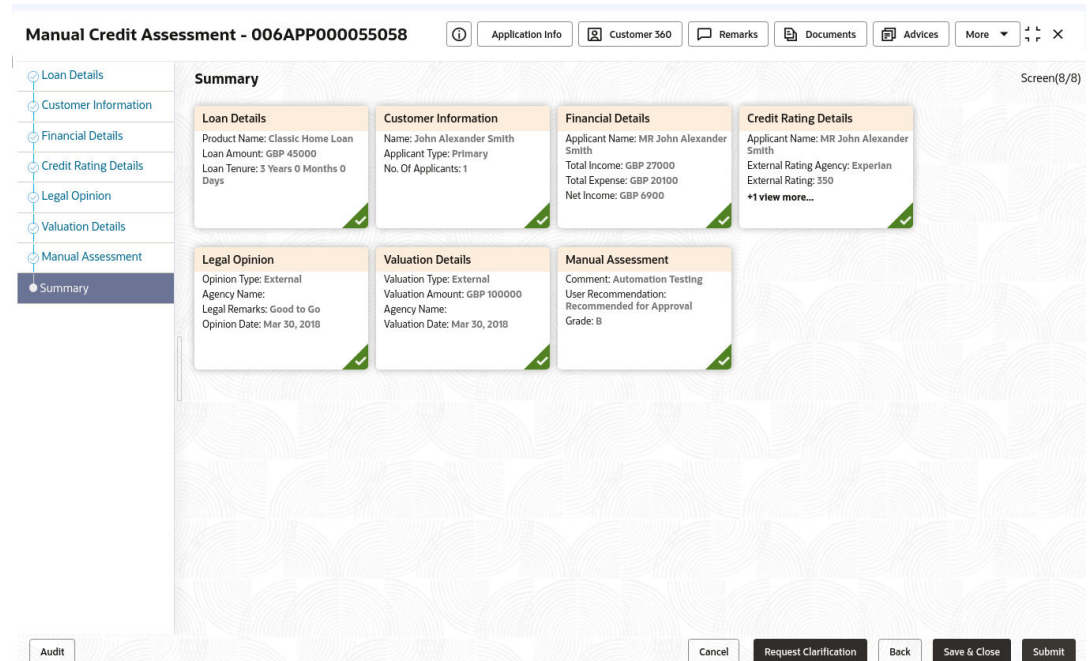 Manual Credit Assessment - 006APP000055058
Application Info
Customer 360
Remarks
Documents
Advices
More
Loan Details
Customer Information
Financial Details
Credit Rating Details
Legal Opinion
Valuation Details
Manual Assessment
Summary
Summary
Screen(8/8)
Loan Details
Product Name: Classic Home Loan
Loan Amount: GBP 45000
Loan Tenure: 3 Years 0 Months 0
Days
Customer Information
Name: John Alexander Smith
Applicant Type: Primary
No. Of Applicants: 1
Financial Details
Applicant Name: MR John Alexander
Smith
Total Income: GBP 27000
Total Expense: GBP 20100
Net Income: GBP 6900
Credit Rating Details
Applicant Name: MR John Alexander
Smith
External Rating Agency: Experian
External Rating: 350
+1 view more...
Legal Opinion
Opinion Type: External
Agency Name:
Legal Remarks: Good to Go
Opinion Date: Mar 30, 2018
Valuation Details
Valuation Type: External
Valuation Amount: GBP 100000
Agency Name:
Valuation Date: Mar 30, 2018
Manual Assessment
Comment: Automation Testing
User Recommendation:
Recommended for Approval
Grade: B
Audit
Cancel
Request Clarification
Back
Save & Close
Submit